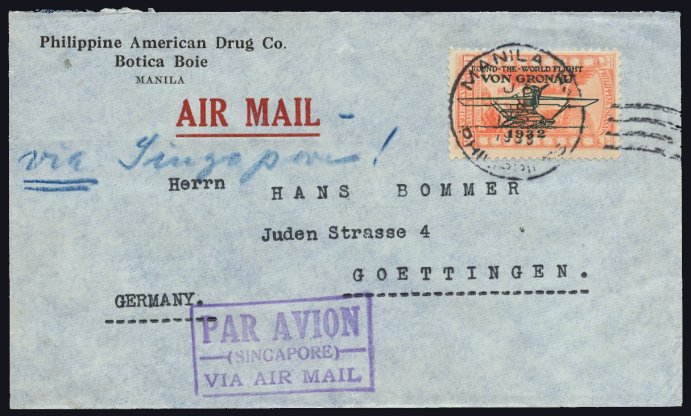 Philippine American Drug Co.
Botica Boie
MANILA
AIR MAIL
via Singapore!
ROUND-THE-WORLD FLIGHT
VON GRONAU
1932
MANILA
Herrn HANS BOMMER
Juden Strasse 4
GOETTINGEN.
GERMANY.
PAR AVION
(SINGAPORE)
VIA AIR MAIL